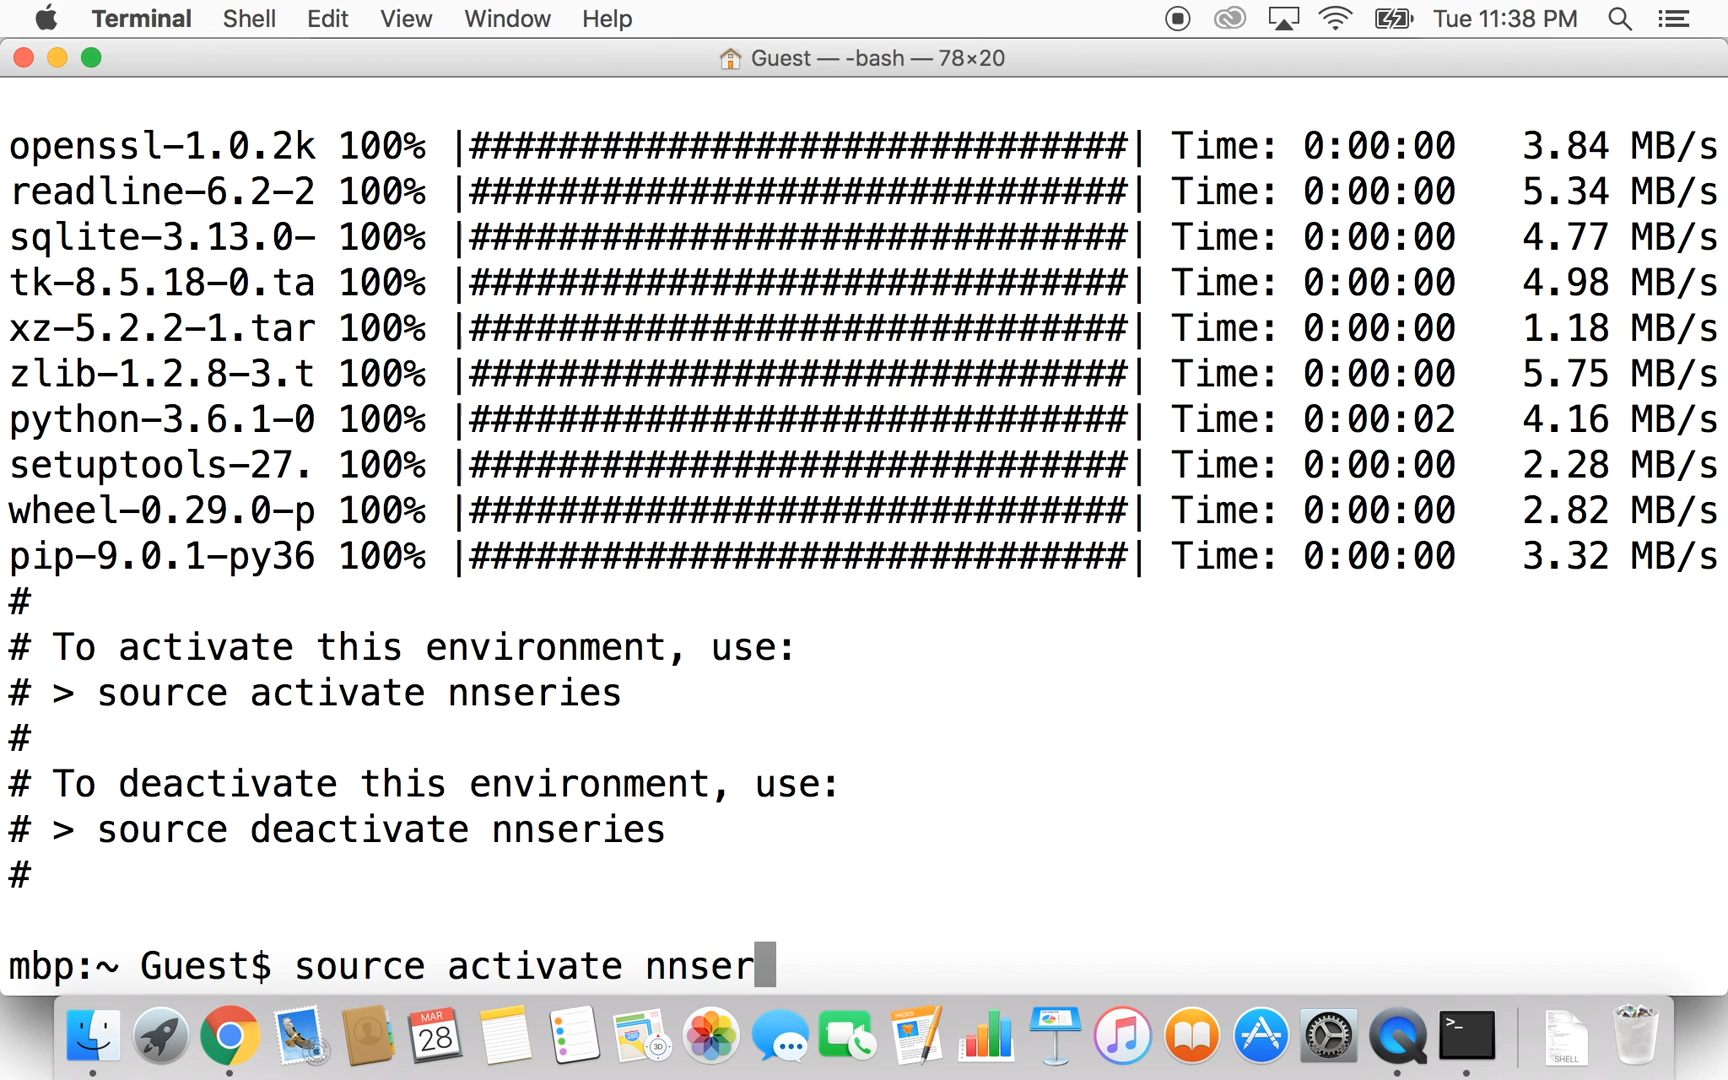 Terminal Shell Edit View Window Help Tue 11:38 PM
Guest — -bash — 78×20
openssl-1.0.2k 100% |##############################| Time: 0:00:00 3.84 MB/s
readline-6.2-2 100% |##############################| Time: 0:00:00 5.34 MB/s
sqlite-3.13.0- 100% |##############################| Time: 0:00:00 4.77 MB/s
tk-8.5.18-0.ta 100% |##############################| Time: 0:00:00 4.98 MB/s
xz-5.2.2-1.tar 100% |##############################| Time: 0:00:00 1.18 MB/s
zlib-1.2.8-3.t 100% |##############################| Time: 0:00:00 5.75 MB/s
python-3.6.1-0 100% |##############################| Time: 0:00:02 4.16 MB/s
setuptools-27. 100% |##############################| Time: 0:00:00 2.28 MB/s
wheel-0.29.0-p 100% |##############################| Time: 0:00:00 2.82 MB/s
pip-9.0.1-py36 100% |##############################| Time: 0:00:00 3.32 MB/s
#
# To activate this environment, use:
# > source activate nnseries
#
# To deactivate this environment, use:
# > source deactivate nnseries
#
mbp:~ Guest$ source activate nnser
MAR
28
3D
>_
SHELL